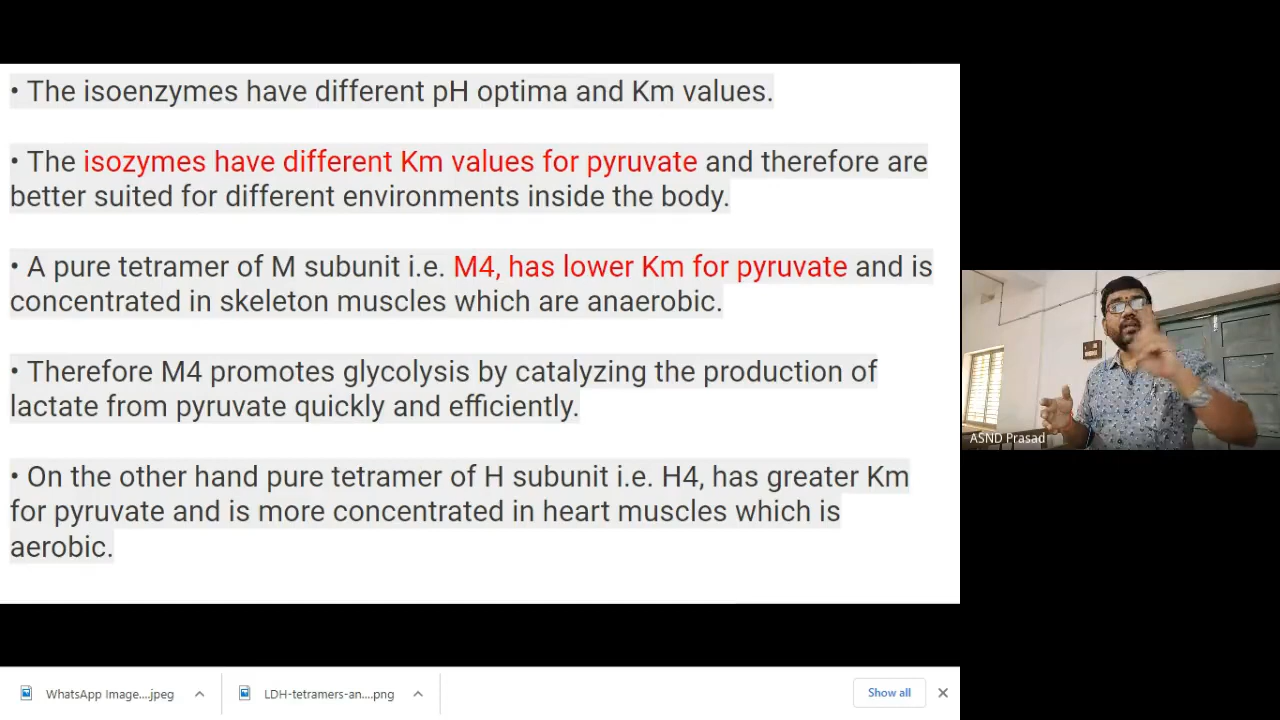 • The isoenzymes have different pH optima and Km values.
• The isozymes have different Km values for pyruvate and therefore are
better suited for different environments inside the body.
• A pure tetramer of M subunit i.e. M4, has lower Km for pyruvate and is
concentrated in skeleton muscles which are anaerobic.
• Therefore M4 promotes glycolysis by catalyzing the production of
lactate from pyruvate quickly and efficiently.
• On the other hand pure tetramer of H subunit i.e. H4, has greater Km
for pyruvate and is more concentrated in heart muscles which is
aerobic.
ASND Prasad
WhatsApp Image....jpeg
LDH-tetramers-an....png
Show all